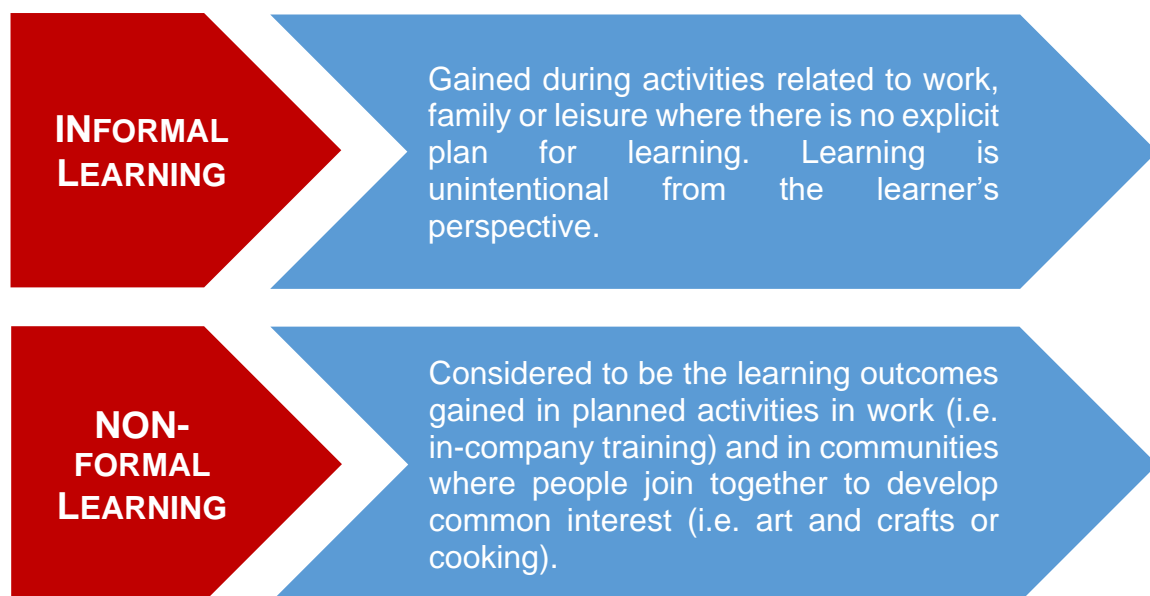 INFORMAL
LEARNING
Gained during activities related to work,
family or leisure where there is no explicit
plan for learning. Learning is
unintentional from the learner’s
perspective.
NON-
FORMAL
LEARNING
Considered to be the learning outcomes
gained in planned activities in work (i.e.
in-company training) and in communities
where people join together to develop
common interest (i.e. art and crafts or
cooking).